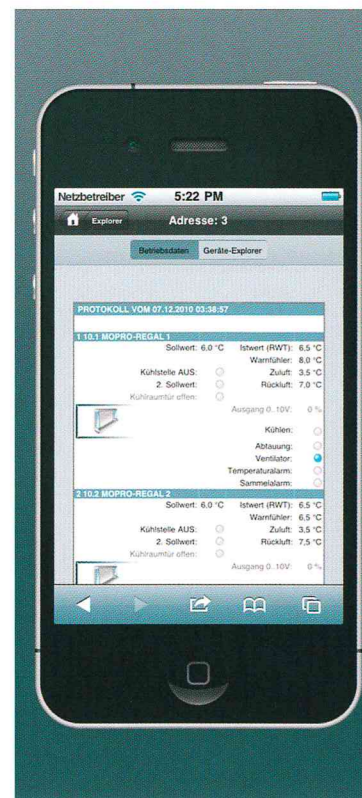 Netzbetreiber 5:22 PM
Explorer Adresse: 3
Betriebsdaten Geräte-Explorer
PROTOKOLL VOM 07.12.2010 03:38:57
1 10.1 MOPRO-REGAL 1
Sollwert: 6,0 °C Istwert (RWT): 6,5 °C
Warnfühler: 8,0 °C
Kühlstelle AUS: Zuluft: 3,5 °C
2. Sollwert: Rückluft: 7,0 °C
Kühlraumtür offen:
Ausgang 0..10V: 0 %
Kühlen:
Abtauung:
Ventilator:
Temperaturalarm:
Sammelalarm:
2 10.2 MOPRO-REGAL 2
Sollwert: 6,0 °C Istwert (RWT): 6,5 °C
Warnfühler: 6,5 °C
Kühlstelle AUS: Zuluft: 3,5 °C
2. Sollwert: Rückluft: 7,5 °C
Kühlraumtür offen:
Ausgang 0..10V: 0 %